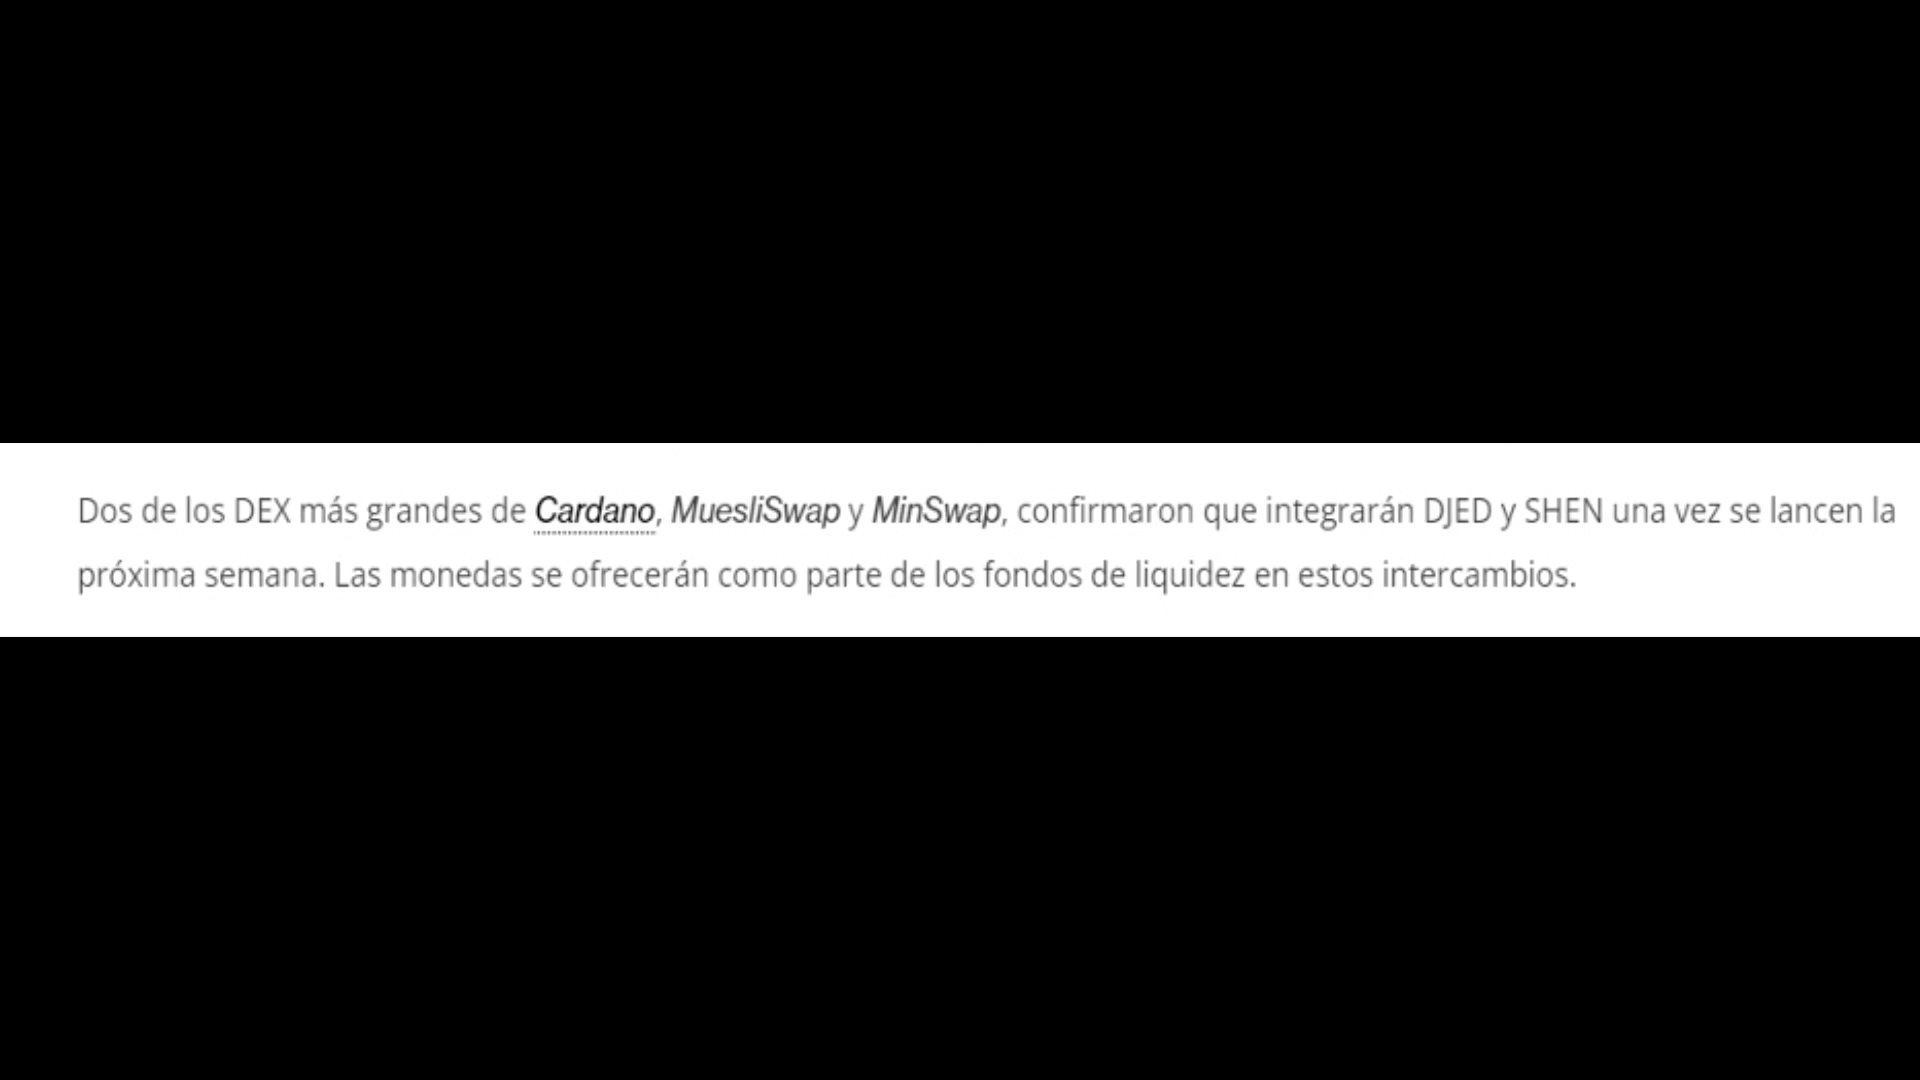 Dos de los DEX más grandes de Cardano, MuesliSwap y MinSwap, confirmaron que integrarán DJED y SHEN una vez se lancen la
próxima semana. Las monedas se ofrecerán como parte de los fondos de liquidez en estos intercambios.